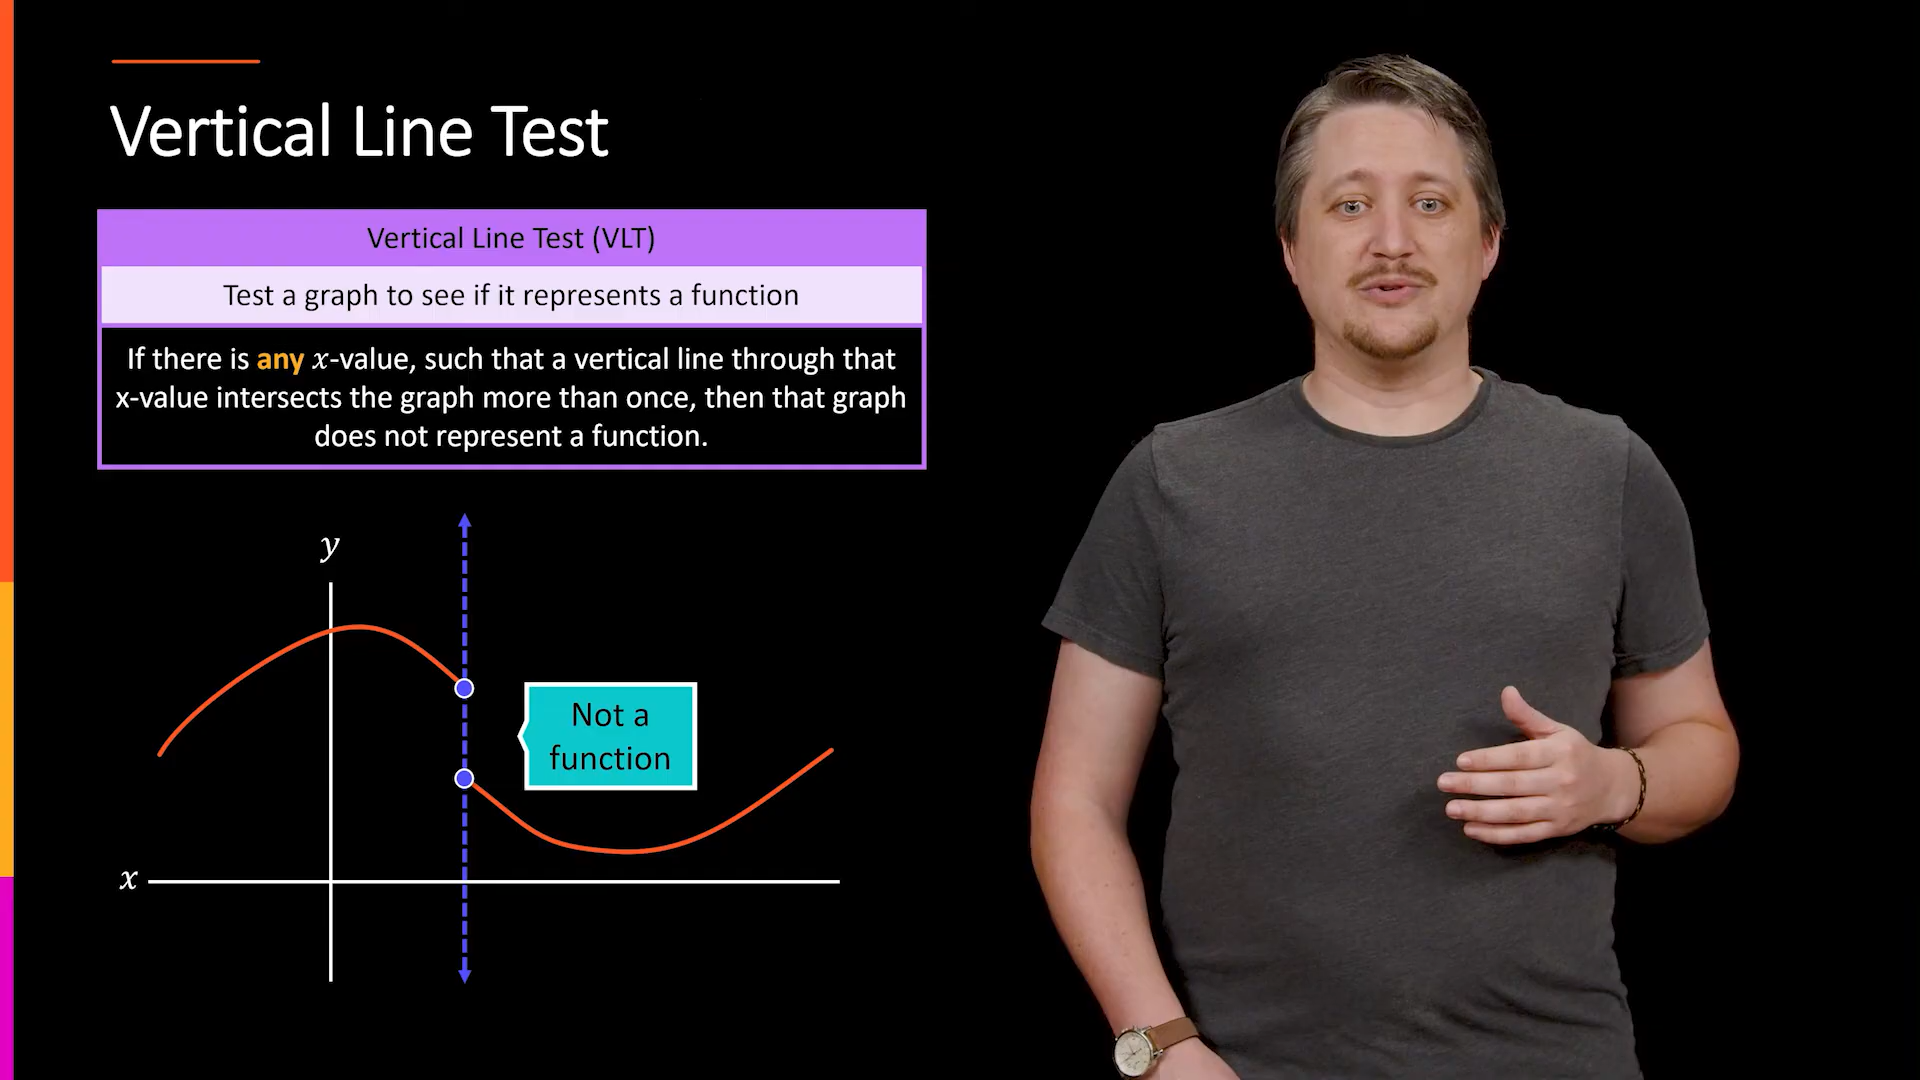 Vertical Line Test
Vertical Line Test (VLT)
Test a graph to see if it represents a function
If there is any x-value, such that a vertical line through that
x-value intersects the graph more than once, then that graph
does not represent a function.
y
Not a
function
x